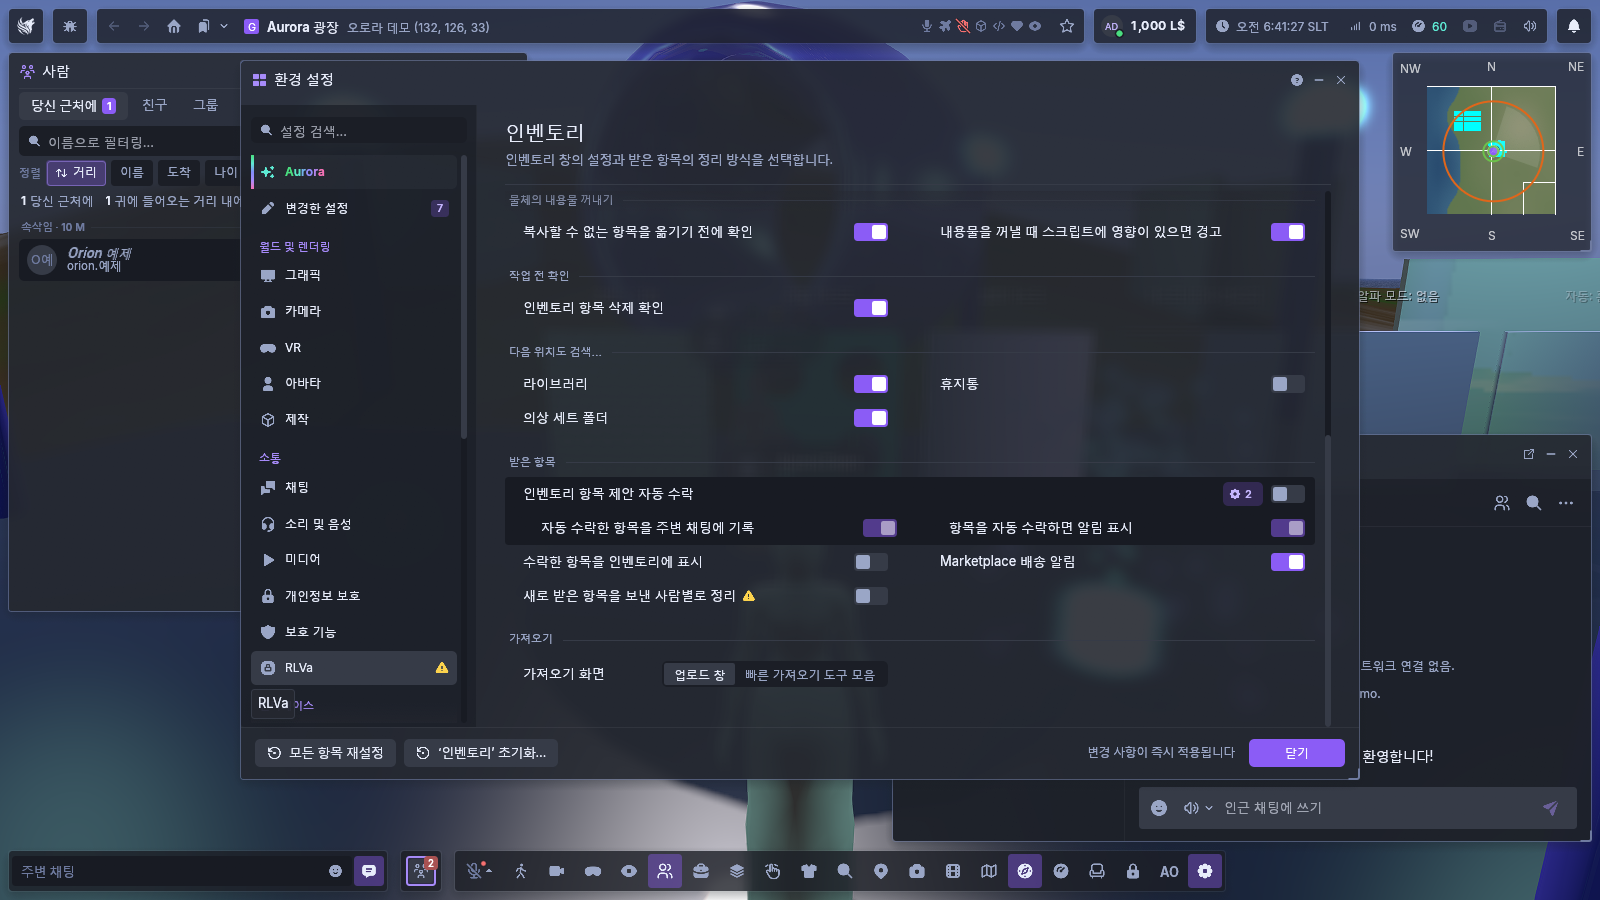 G Aurora 광장 오로라 데모 (132, 126, 33)
AD 1,000 L$
오전 6:41:27 SLT
0 ms
60
사람
당신 근처에 1 친구 그룹
이름으로 필터링...
정렬 거리 이름 도착 나이
1 당신 근처에 1 귀에 들어오는 거리 내에
속삭임 · 10 M
O예 Orion 예제
orion.예제
환경 설정
설정 검색...
Aurora
변경한 설정 7
월드 및 렌더링
그래픽
카메라
VR
아바타
제작
소통
채팅
소리 및 음성
미디어
개인정보 보호
보호 기능
RLVa
RLVa
이스
인벤토리
인벤토리 창의 설정과 받은 항목의 정리 방식을 선택합니다.
물체의 내용물 꺼내기
복사할 수 없는 항목을 옮기기 전에 확인
내용물을 꺼낼 때 스크립트에 영향이 있으면 경고
작업 전 확인
인벤토리 항목 삭제 확인
다음 위치도 검색...
라이브러리
휴지통
의상 세트 폴더
받은 항목
인벤토리 항목 제안 자동 수락 2
자동 수락한 항목을 주변 채팅에 기록
항목을 자동 수락하면 알림 표시
수락한 항목을 인벤토리에 표시
Marketplace 배송 알림
새로 받은 항목을 보낸 사람별로 정리
가져오기
가져오기 화면 업로드 창 빠른 가져오기 도구 모음
모든 항목 재설정
'인벤토리' 초기화...
변경 사항이 즉시 적용됩니다
닫기
NW N NE
W E
SW S SE
알파 모드: 없음
자동:
트워크 연결 없음.
mo.
환영합니다!
인근 채팅에 쓰기
주변 채팅
2
AO